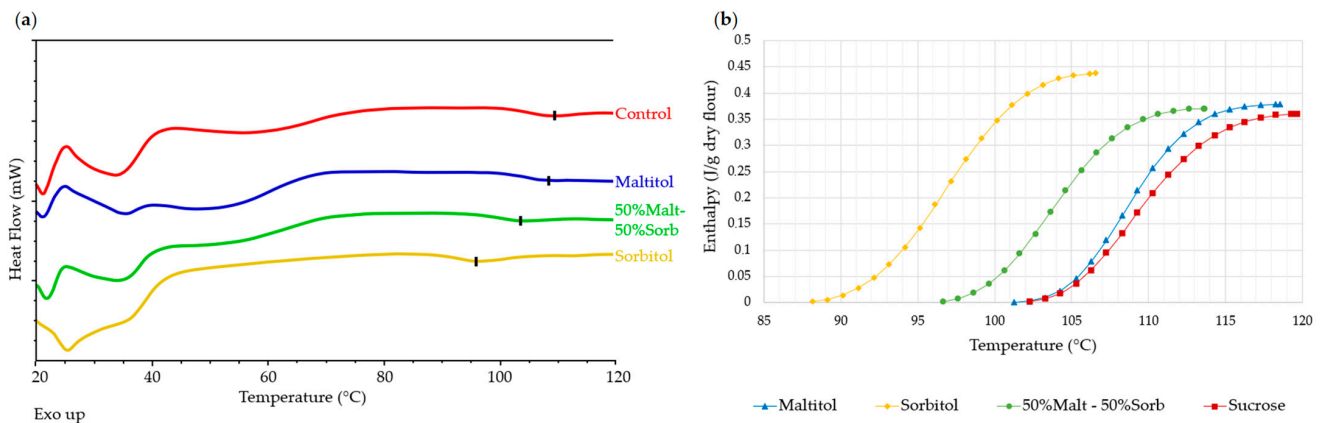 (a)
Heat Flow (mW)
Control
Maltitol
50%Malt-
50%Sorb
Sorbitol
20 40 60 80 100 120
Temperature (°C)
Exo up
(b)
Enthalpy (J/g dry flour)
0.5
0.45
0.4
0.35
0.3
0.25
0.2
0.15
0.1
0.05
0
85 90 95 100 105 110 115 120
Temperature (°C)
Maltitol Sorbitol 50%Malt - 50%Sorb Sucrose